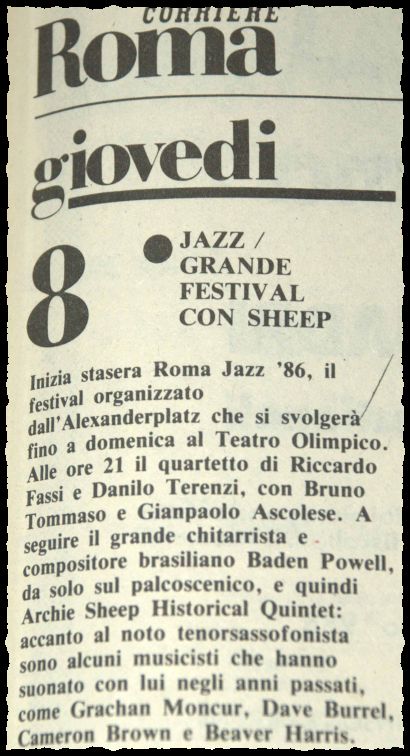 CORRIERE
Roma
giovedi
8
JAZZ /
GRANDE
FESTIVAL
CON SHEEP
Inizia stasera Roma Jazz '86, il
festival organizzato
dall'Alexanderplatz che si svolgerà
fino a domenica al Teatro Olimpico.
Alle ore 21 il quartetto di Riccardo
Fassi e Danilo Terenzi, con Bruno
Tommaso e Gianpaolo Ascolese. A
seguire il grande chitarrista e
compositore brasiliano Baden Powell,
da solo sul palcoscenico, e quindi
Archie Sheep Historical Quintet:
accanto al noto tenorsassofonista
sono alcuni musicisti che hanno
suonato con lui negli anni passati,
come Grachan Moncur, Dave Burrel,
Cameron Brown e Beaver Harris.